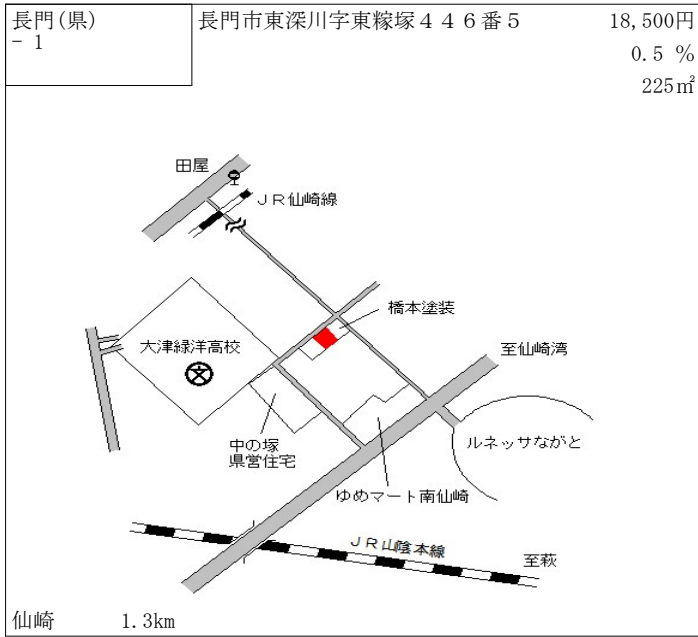 長門(県)
－1
長門市東深川字東糘塚４４６番５
18,500円
0.5 %
225㎡
田屋
ＪＲ仙崎線
橋本塗装
至仙崎湾
大津緑洋高校
中の塚
県営住宅
ルネッサながと
ゆめマート南仙崎
ＪＲ山陰本線
至萩
仙崎 1.3km